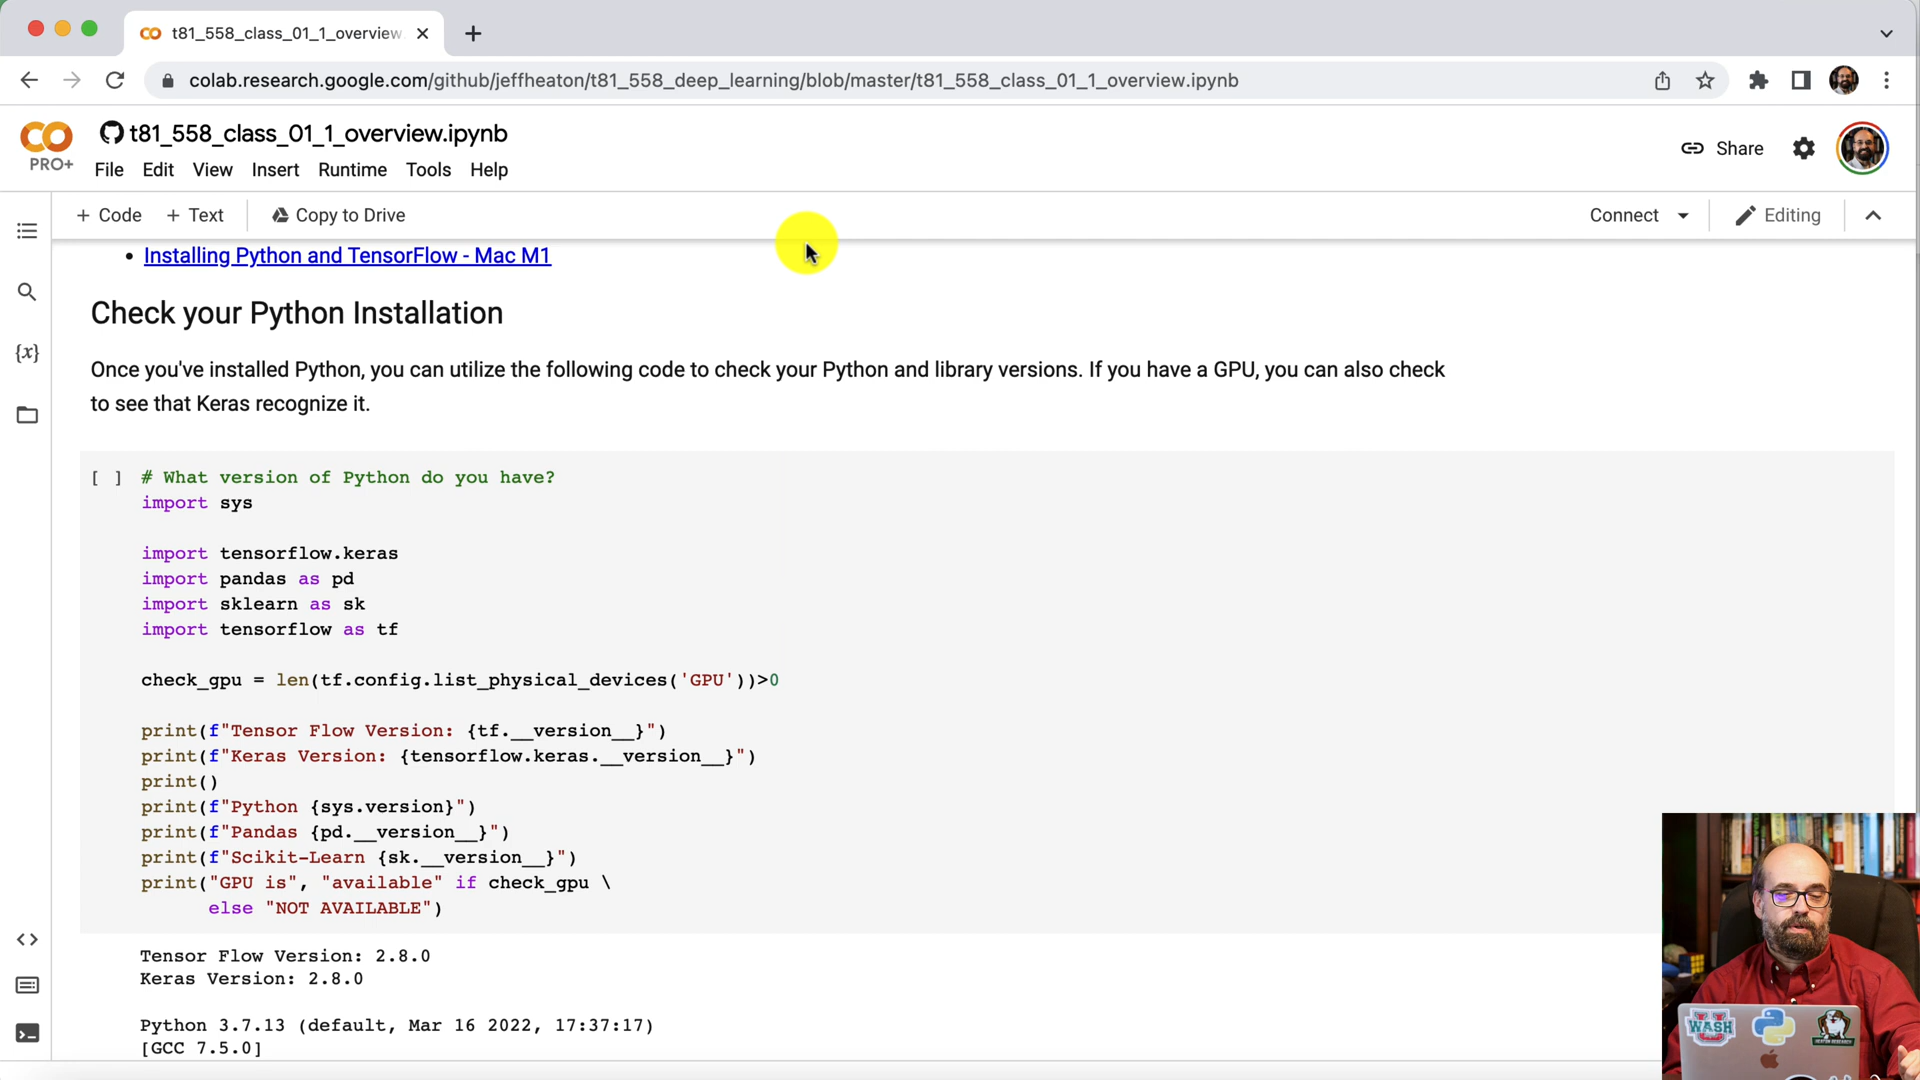 t81_558_class_01_1_overview
colab.research.google.com/github/jeffheaton/t81_558_deep_learning/blob/master/t81_558_class_01_1_overview.ipynb
t81_558_class_01_1_overview.ipynb
PRO+
File Edit View Insert Runtime Tools Help
Share
+ Code + Text Copy to Drive
Connect Editing
• Installing Python and TensorFlow - Mac M1
Check your Python Installation
Once you've installed Python, you can utilize the following code to check your Python and library versions. If you have a GPU, you can also check
to see that Keras recognize it.
[ ] # What version of Python do you have?
import sys
import tensorflow.keras
import pandas as pd
import sklearn as sk
import tensorflow as tf
check_gpu = len(tf.config.list_physical_devices('GPU'))>0
print(f"Tensor Flow Version: {tf.__version__}")
print(f"Keras Version: {tensorflow.keras.__version__}")
print()
print(f"Python {sys.version}")
print(f"Pandas {pd.__version__}")
print(f"Scikit-Learn {sk.__version__}")
print("GPU is", "available" if check_gpu \
else "NOT AVAILABLE")
Tensor Flow Version: 2.8.0
Keras Version: 2.8.0
Python 3.7.13 (default, Mar 16 2022, 17:37:17)
[GCC 7.5.0]
WASH